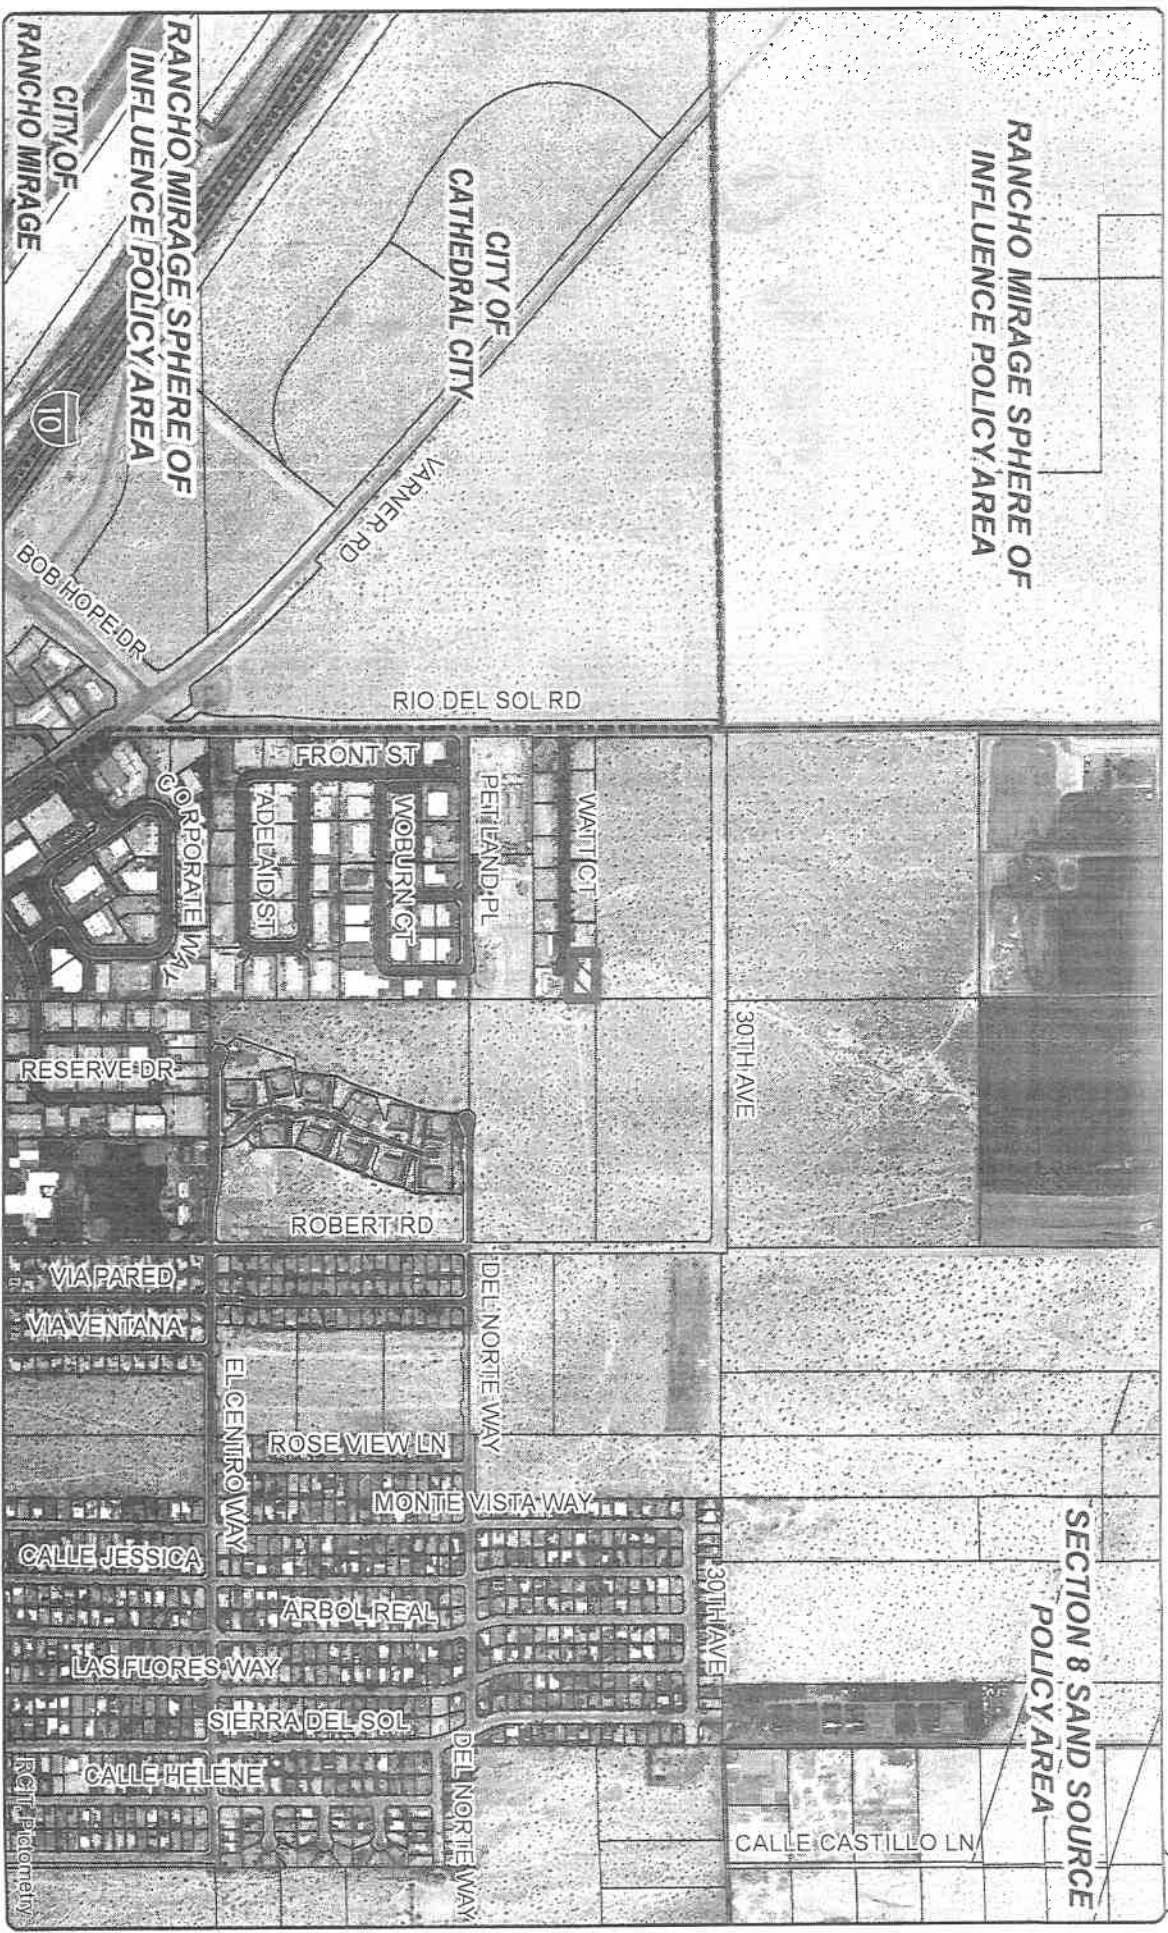 RANCHO MIRAGE SPHERE OF
INFLUENCE POLICY AREA
CITY OF
CATHEDRAL CITY
RANCHO MIRAGE SPHERE OF
INFLUENCE POLICY AREA
CITY OF
RANCHO MIRAGE
10
VARNER RD
BOB HOPE DR
RIO DEL SOL RD
FRONT ST
WATT CT
PETLAND PL
WOBURN CT
ADELAID ST
CORPORATE WAY
30TH AVE
RESERVE DR
ROBERT RD
VIA PARED
VIA VENTANA
DEL NORTE WAY
EL CENTRO WAY
ROSE VIEW LN
MONTE VISTA WAY
CALLE JESSICA
ARBOL REAL
30TH AVE
LAS FLORES WAY
SIERRA DEL SOL
CALLE HELENE
DEL NORTE WAY
CALLE CASTILLO LN
SECTION 8 SAND SOURCE
POLICY AREA
RCIT, Pictometry